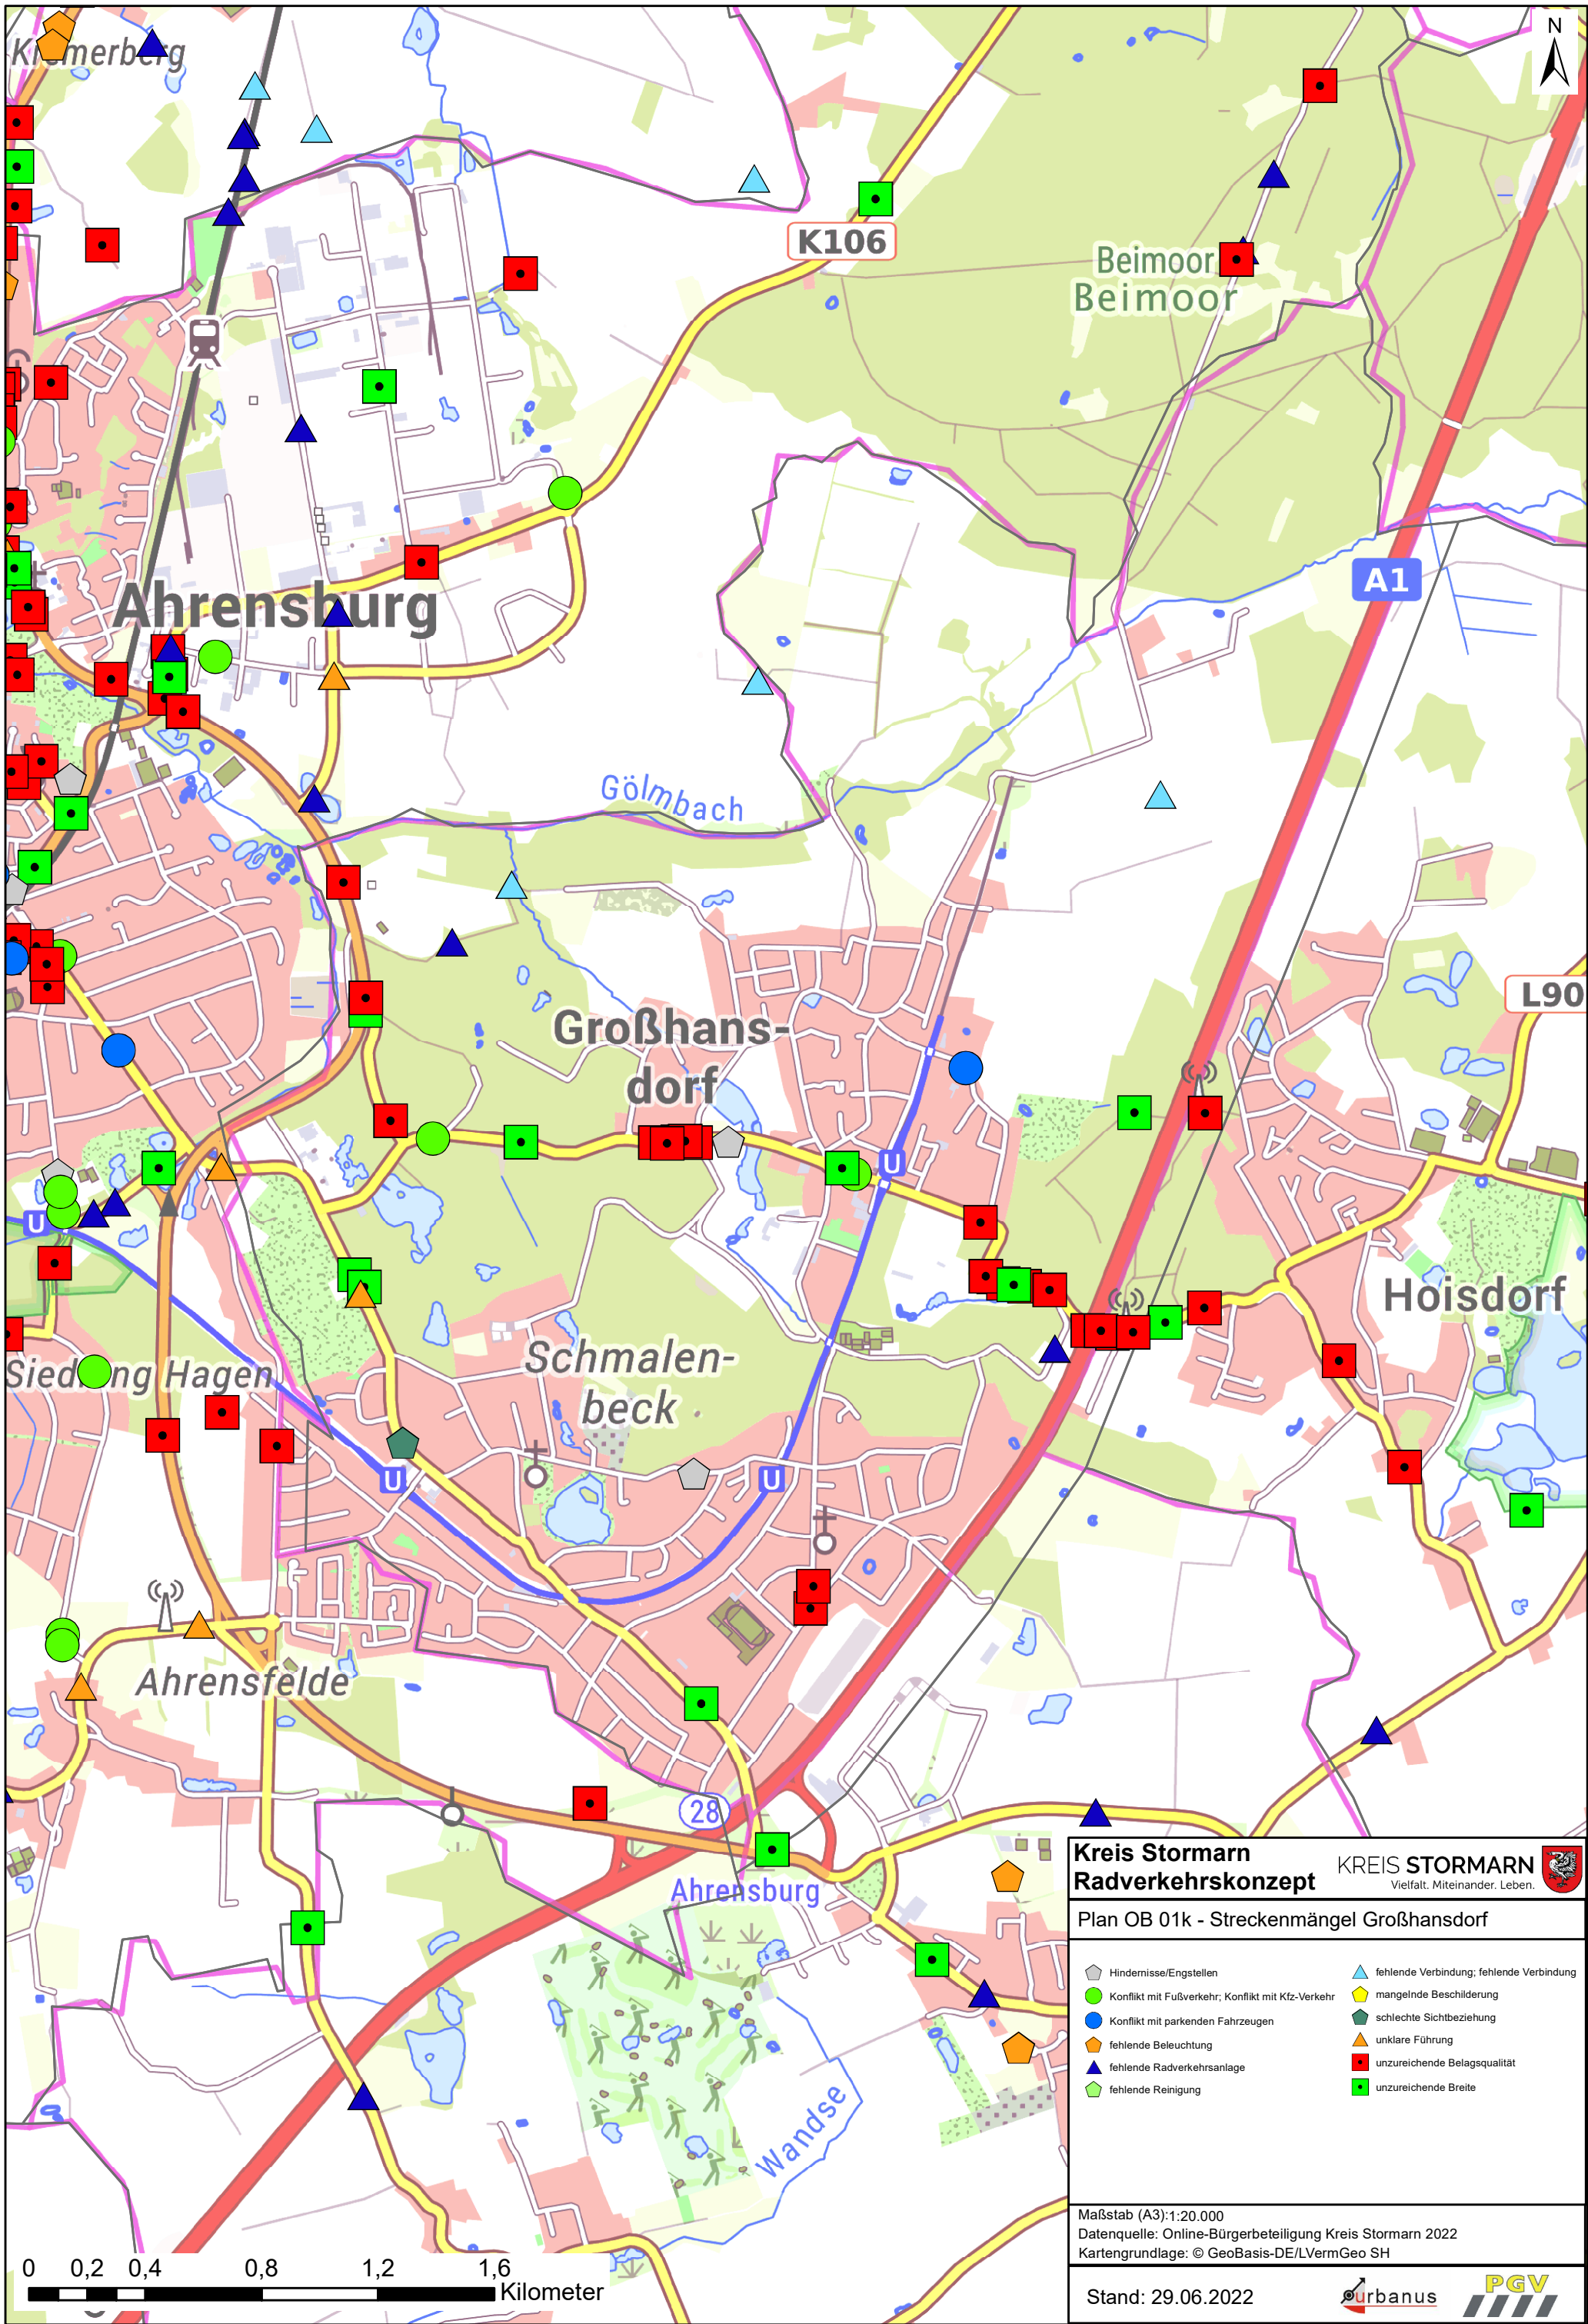 N
Kremerberg
K106
Beimoor
Beimoor
Ahrensburg
A1
Gölmbach
L90
Großhans-
dorf
U
U
Hoisdorf
Siedlung Hagen
Schmalen-
beck
U
U
Ahrensfelde
28
Ahrensburg
Wandse
Kreis Stormarn
Radverkehrskonzept
KREIS STORMARN
Vielfalt. Miteinander. Leben.
Plan OB 01k - Streckenmängel Großhansdorf
Hindernisse/Engstellen
Konflikt mit Fußverkehr; Konflikt mit Kfz-Verkehr
Konflikt mit parkenden Fahrzeugen
fehlende Beleuchtung
fehlende Radverkehrsanlage
fehlende Reinigung
fehlende Verbindung; fehlende Verbindung
mangelnde Beschilderung
schlechte Sichtbeziehung
unklare Führung
unzureichende Belagsqualität
unzureichende Breite
Maßstab (A3):1:20.000
Datenquelle: Online-Bürgerbeteiligung Kreis Stormarn 2022
Kartengrundlage: © GeoBasis-DE/LVermGeo SH
Stand: 29.06.2022
urbanus
PGV
0 0,2 0,4 0,8 1,2 1,6
Kilometer